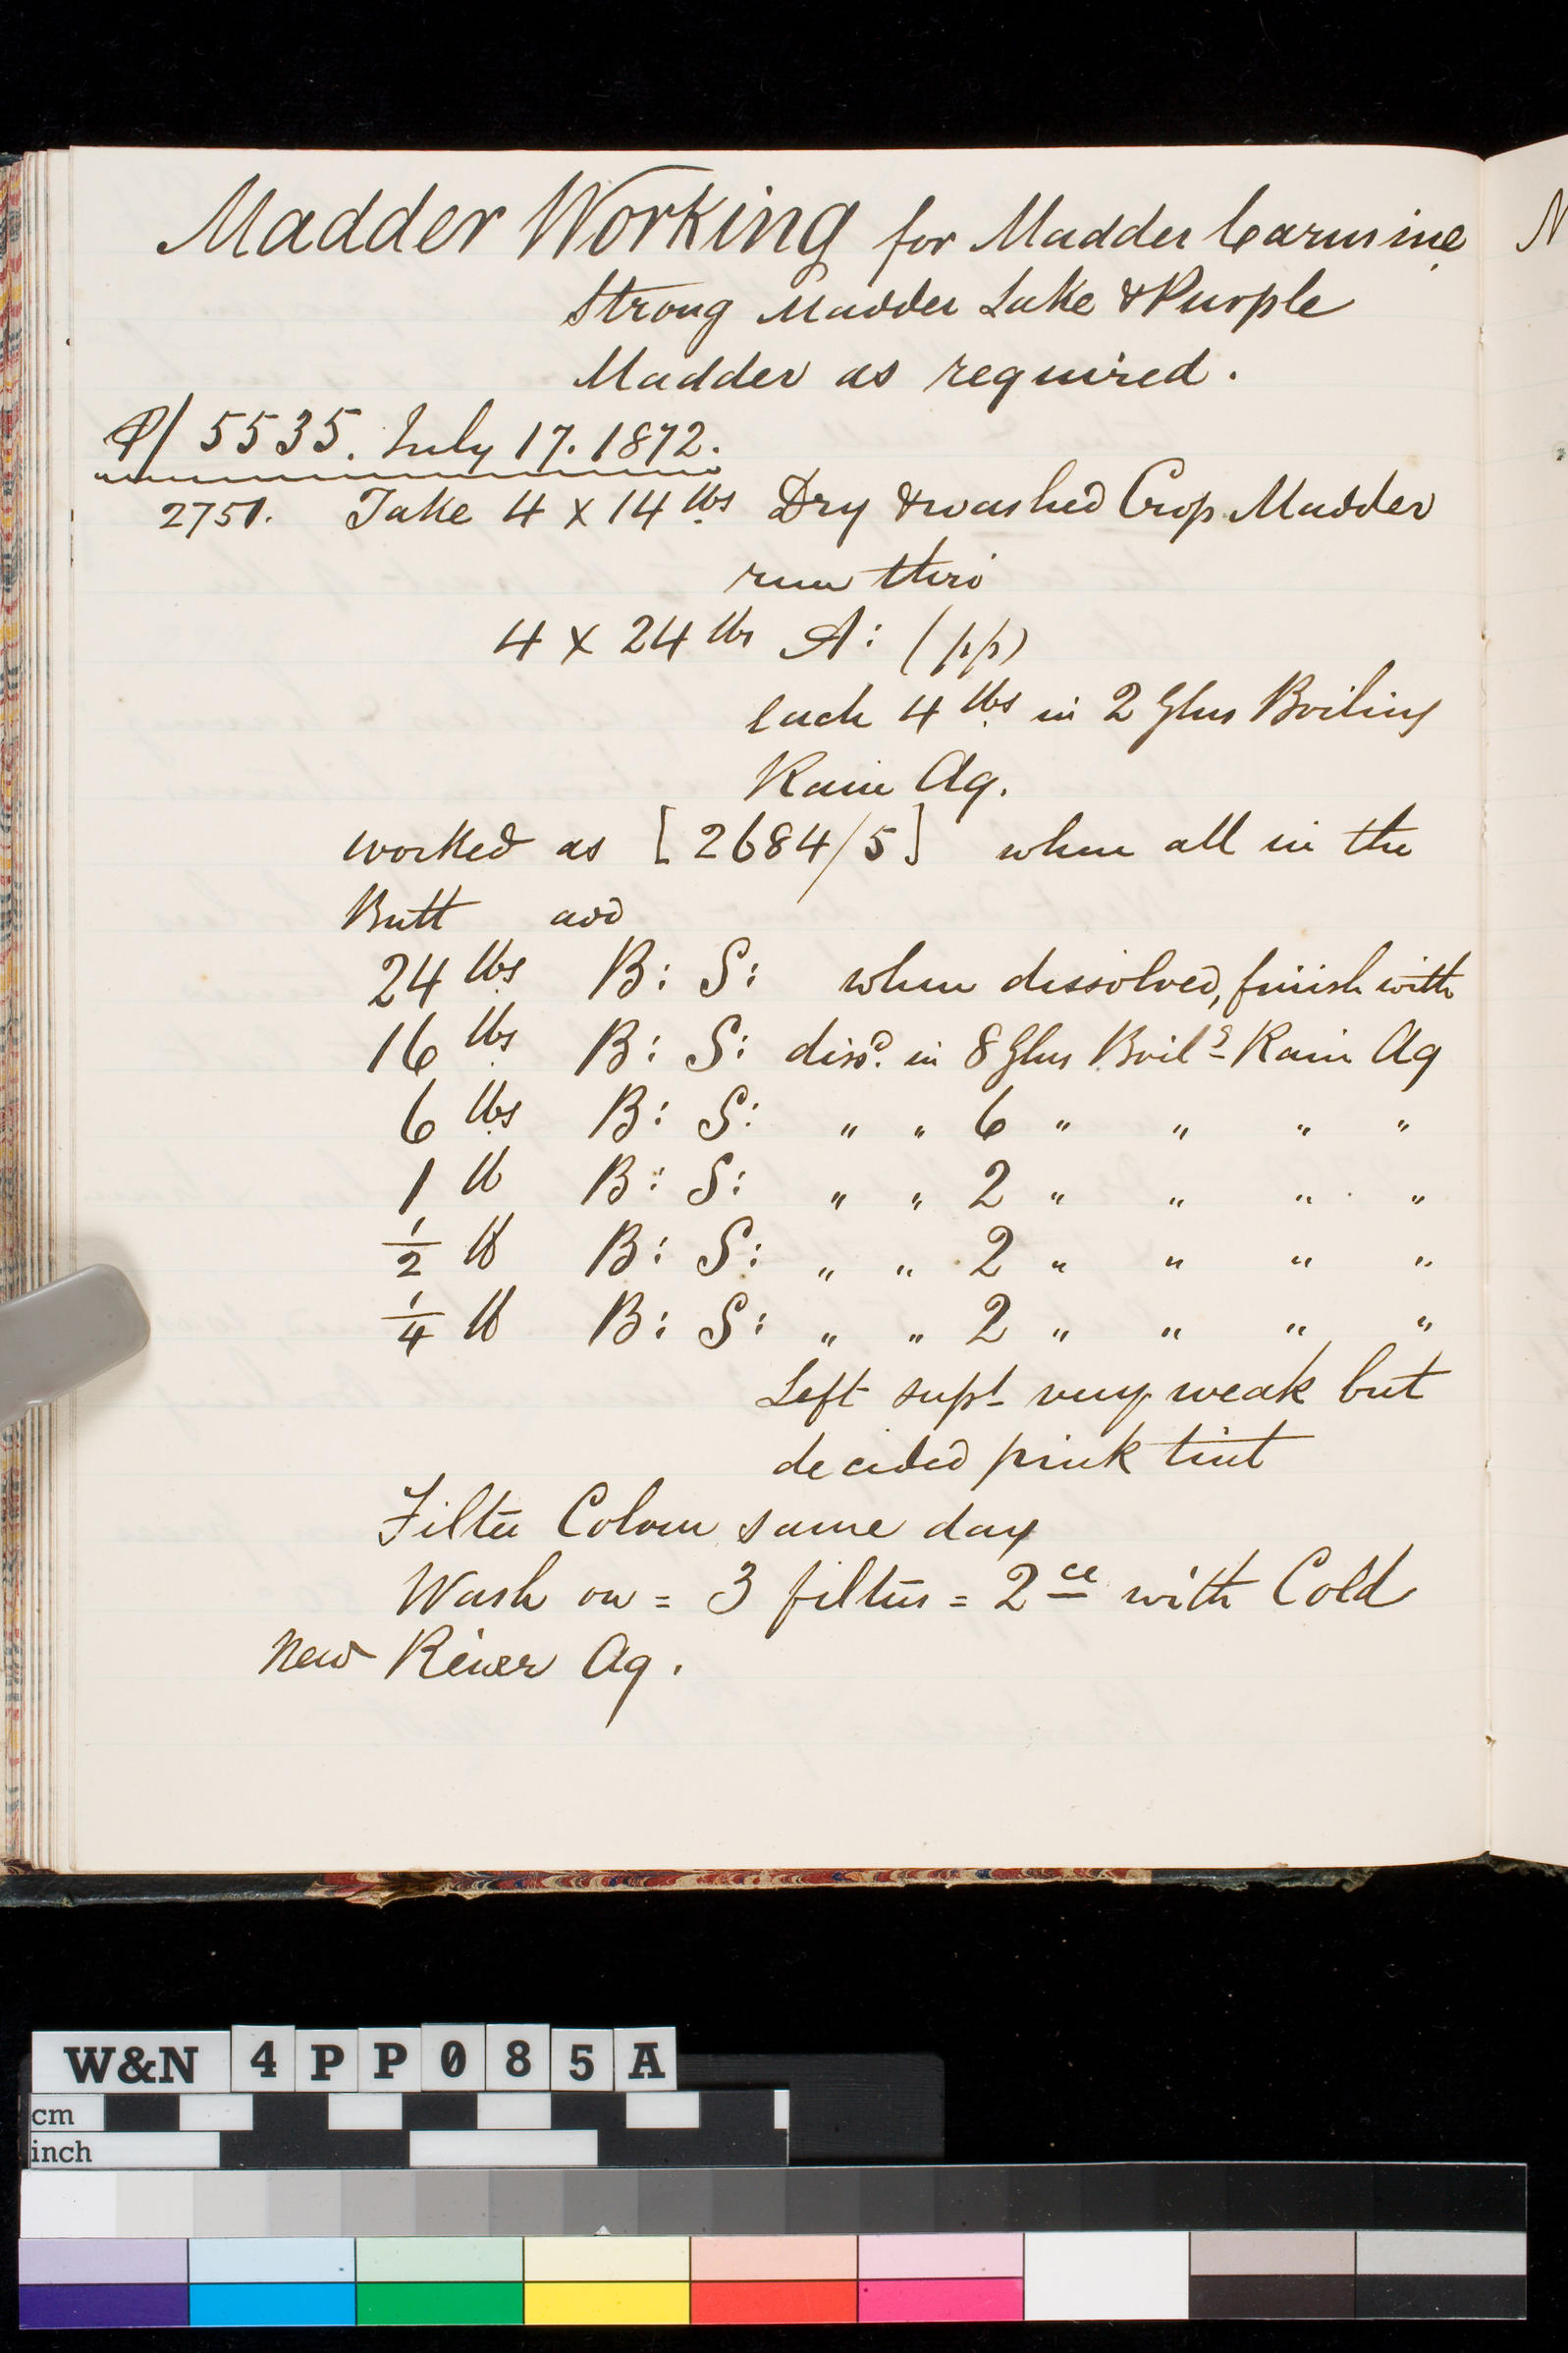 Madder Working for Madder Carmine
Strong Madder Lake & Purple
Madder as required.
P/ 5535. July 17. 1872.
2751. Take 4 x 14 lbs Dry & washed Crop Madder
run thro
4 x 24 lbs A: (pp)
each 4 lbs in 2 Glns Boiling
Rain Aq.
worked as [2684/5] when all in the
Butt add
24 lbs B: S: when dissolved, finish with
16 lbs B: S: dissd. in 8 Glns Boilg Rain Aq
6 lbs B: S: " " 6 " " " "
1 lb B: S: " " 2 " " " "
1/2 lb B: S: " " 2 " " " "
1/4 lb B: S: " " 2 " " " "
Left supt very weak but
decided pink tint
Filter Colour same day
Wash on = 3 filters = 2ce with Cold
New River Aq.
N
W&N 4PP085A
cm
inch